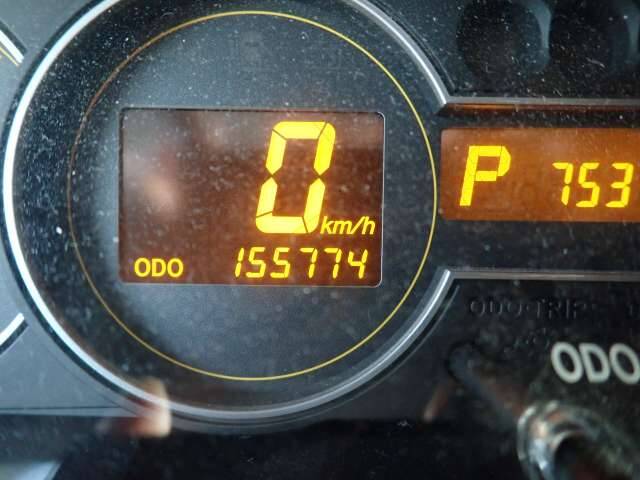 0 km/h
P 753
ODO 155774
ODO·TRIP
ODO